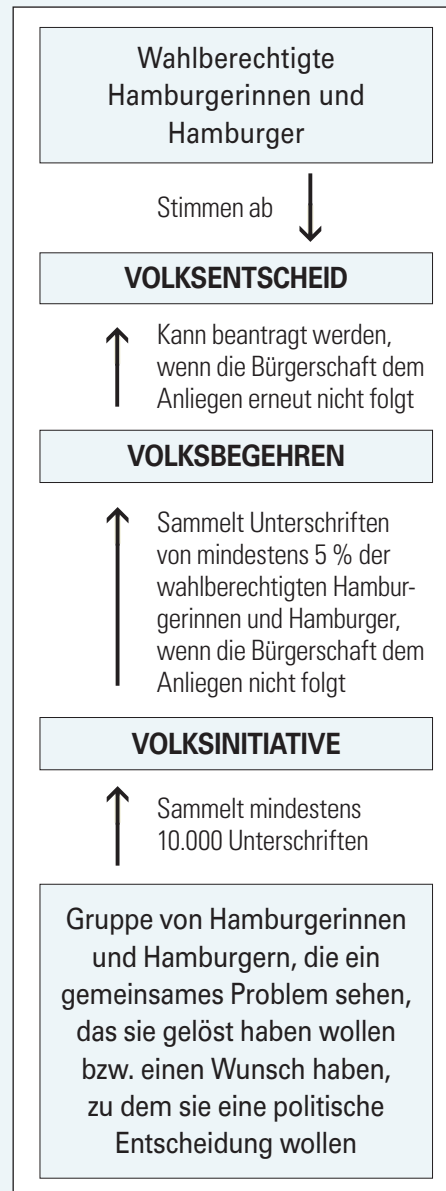 Wahlberechtigte
Hamburgerinnen und
Hamburger
Stimmen ab
VOLKSENTSCHEID
Kann beantragt werden,
wenn die Bürgerschaft dem
Anliegen erneut nicht folgt
VOLKSBEGEHREN
Sammelt Unterschriften
von mindestens 5 % der
wahlberechtigten Hambur-
gerinnen und Hamburger,
wenn die Bürgerschaft dem
Anliegen nicht folgt
VOLKSINITIATIVE
Sammelt mindestens
10.000 Unterschriften
Gruppe von Hamburgerinnen
und Hamburgern, die ein
gemeinsames Problem sehen,
das sie gelöst haben wollen
bzw. einen Wunsch haben,
zu dem sie eine politische
Entscheidung wollen